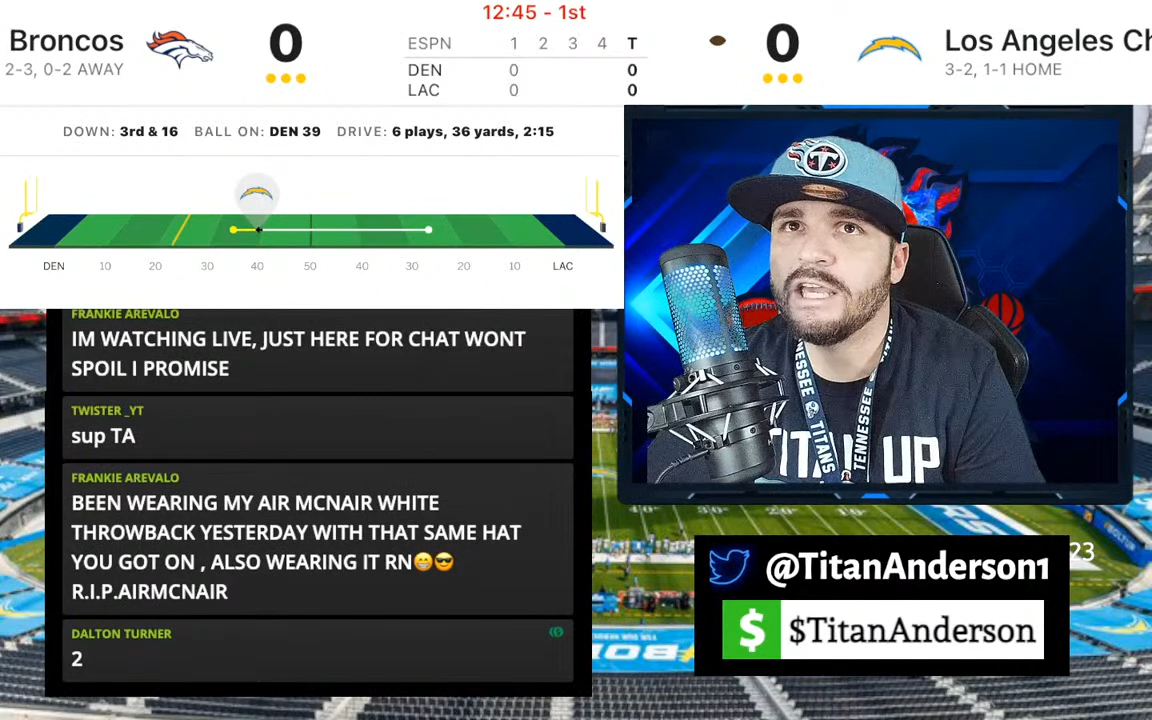 12:45 - 1st
Broncos
2-3, 0-2 AWAY
0
ESPN 1 2 3 4 T
DEN 0 0
LAC 0 0
0
Los Angeles Ch
3-2, 1-1 HOME
DOWN: 3rd & 16 BALL ON: DEN 39 DRIVE: 6 plays, 36 yards, 2:15
DEN 10 20 30 40 50 40 30 20 10 LAC
FRANKIE AREVALO
IM WATCHING LIVE, JUST HERE FOR CHAT WONT
SPOIL I PROMISE
TWISTER _YT
sup TA
FRANKIE AREVALO
BEEN WEARING MY AIR MCNAIR WHITE
THROWBACK YESTERDAY WITH THAT SAME HAT
YOU GOT ON , ALSO WEARING IT RN😁😎
R.I.P.AIRMCNAIR
DALTON TURNER
2
T
TENNESSEE
TITANS
TENNESSEE
TITAN UP
23
@TitanAnderson1
$ $TitanAnderson